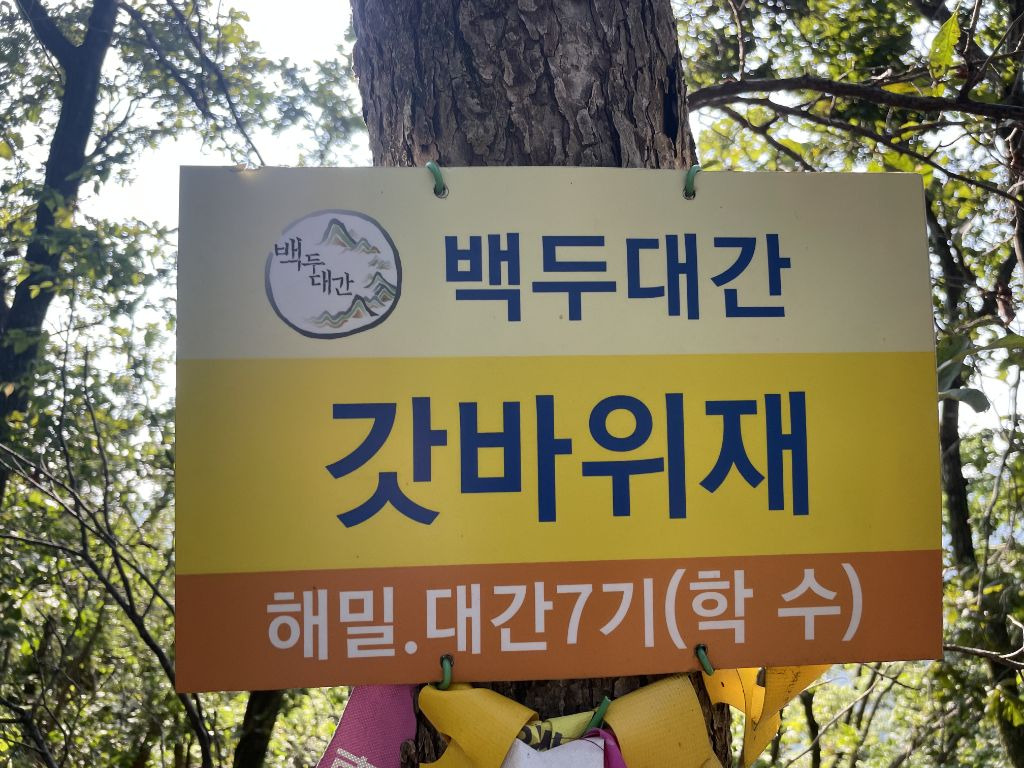 백두
대간
백두대간
갓바위재
해밀.대간7기(학 수)